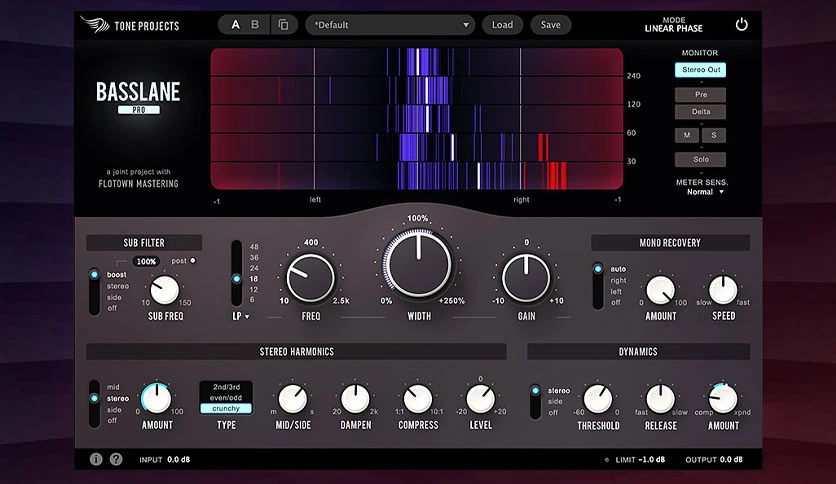 TONE PROJECTS
A B
*Default
Load
Save
MODE
LINEAR PHASE
BASSLANE
PRO
a joint project with
FLOTOWN MASTERING
240
120
60
30
-1 left right -1
MONITOR
Stereo Out
Pre
Delta
M S
Solo
METER SENS.
Normal
SUB FILTER
100% post
boost
stereo
side
off
10 150
SUB FREQ
48
36
24
18
12
6
LP
400
10 2.5k
FREQ
100%
0% +250%
WIDTH
0
-10 +10
GAIN
MONO RECOVERY
auto
right
left
off
0 100
AMOUNT
slow fast
SPEED
STEREO HARMONICS
mid
stereo
side
off
0 100
AMOUNT
2nd/3rd
even/odd
crunchy
TYPE
m s
MID/SIDE
20 2k
DAMPEN
1:1 10:1
COMPRESS
0
-20 +20
LEVEL
DYNAMICS
stereo
side
off
-60 0
THRESHOLD
fast slow
RELEASE
comp xpnd
AMOUNT
i ? INPUT 0.0 dB
LIMIT -1.0 dB OUTPUT 0.0 dB